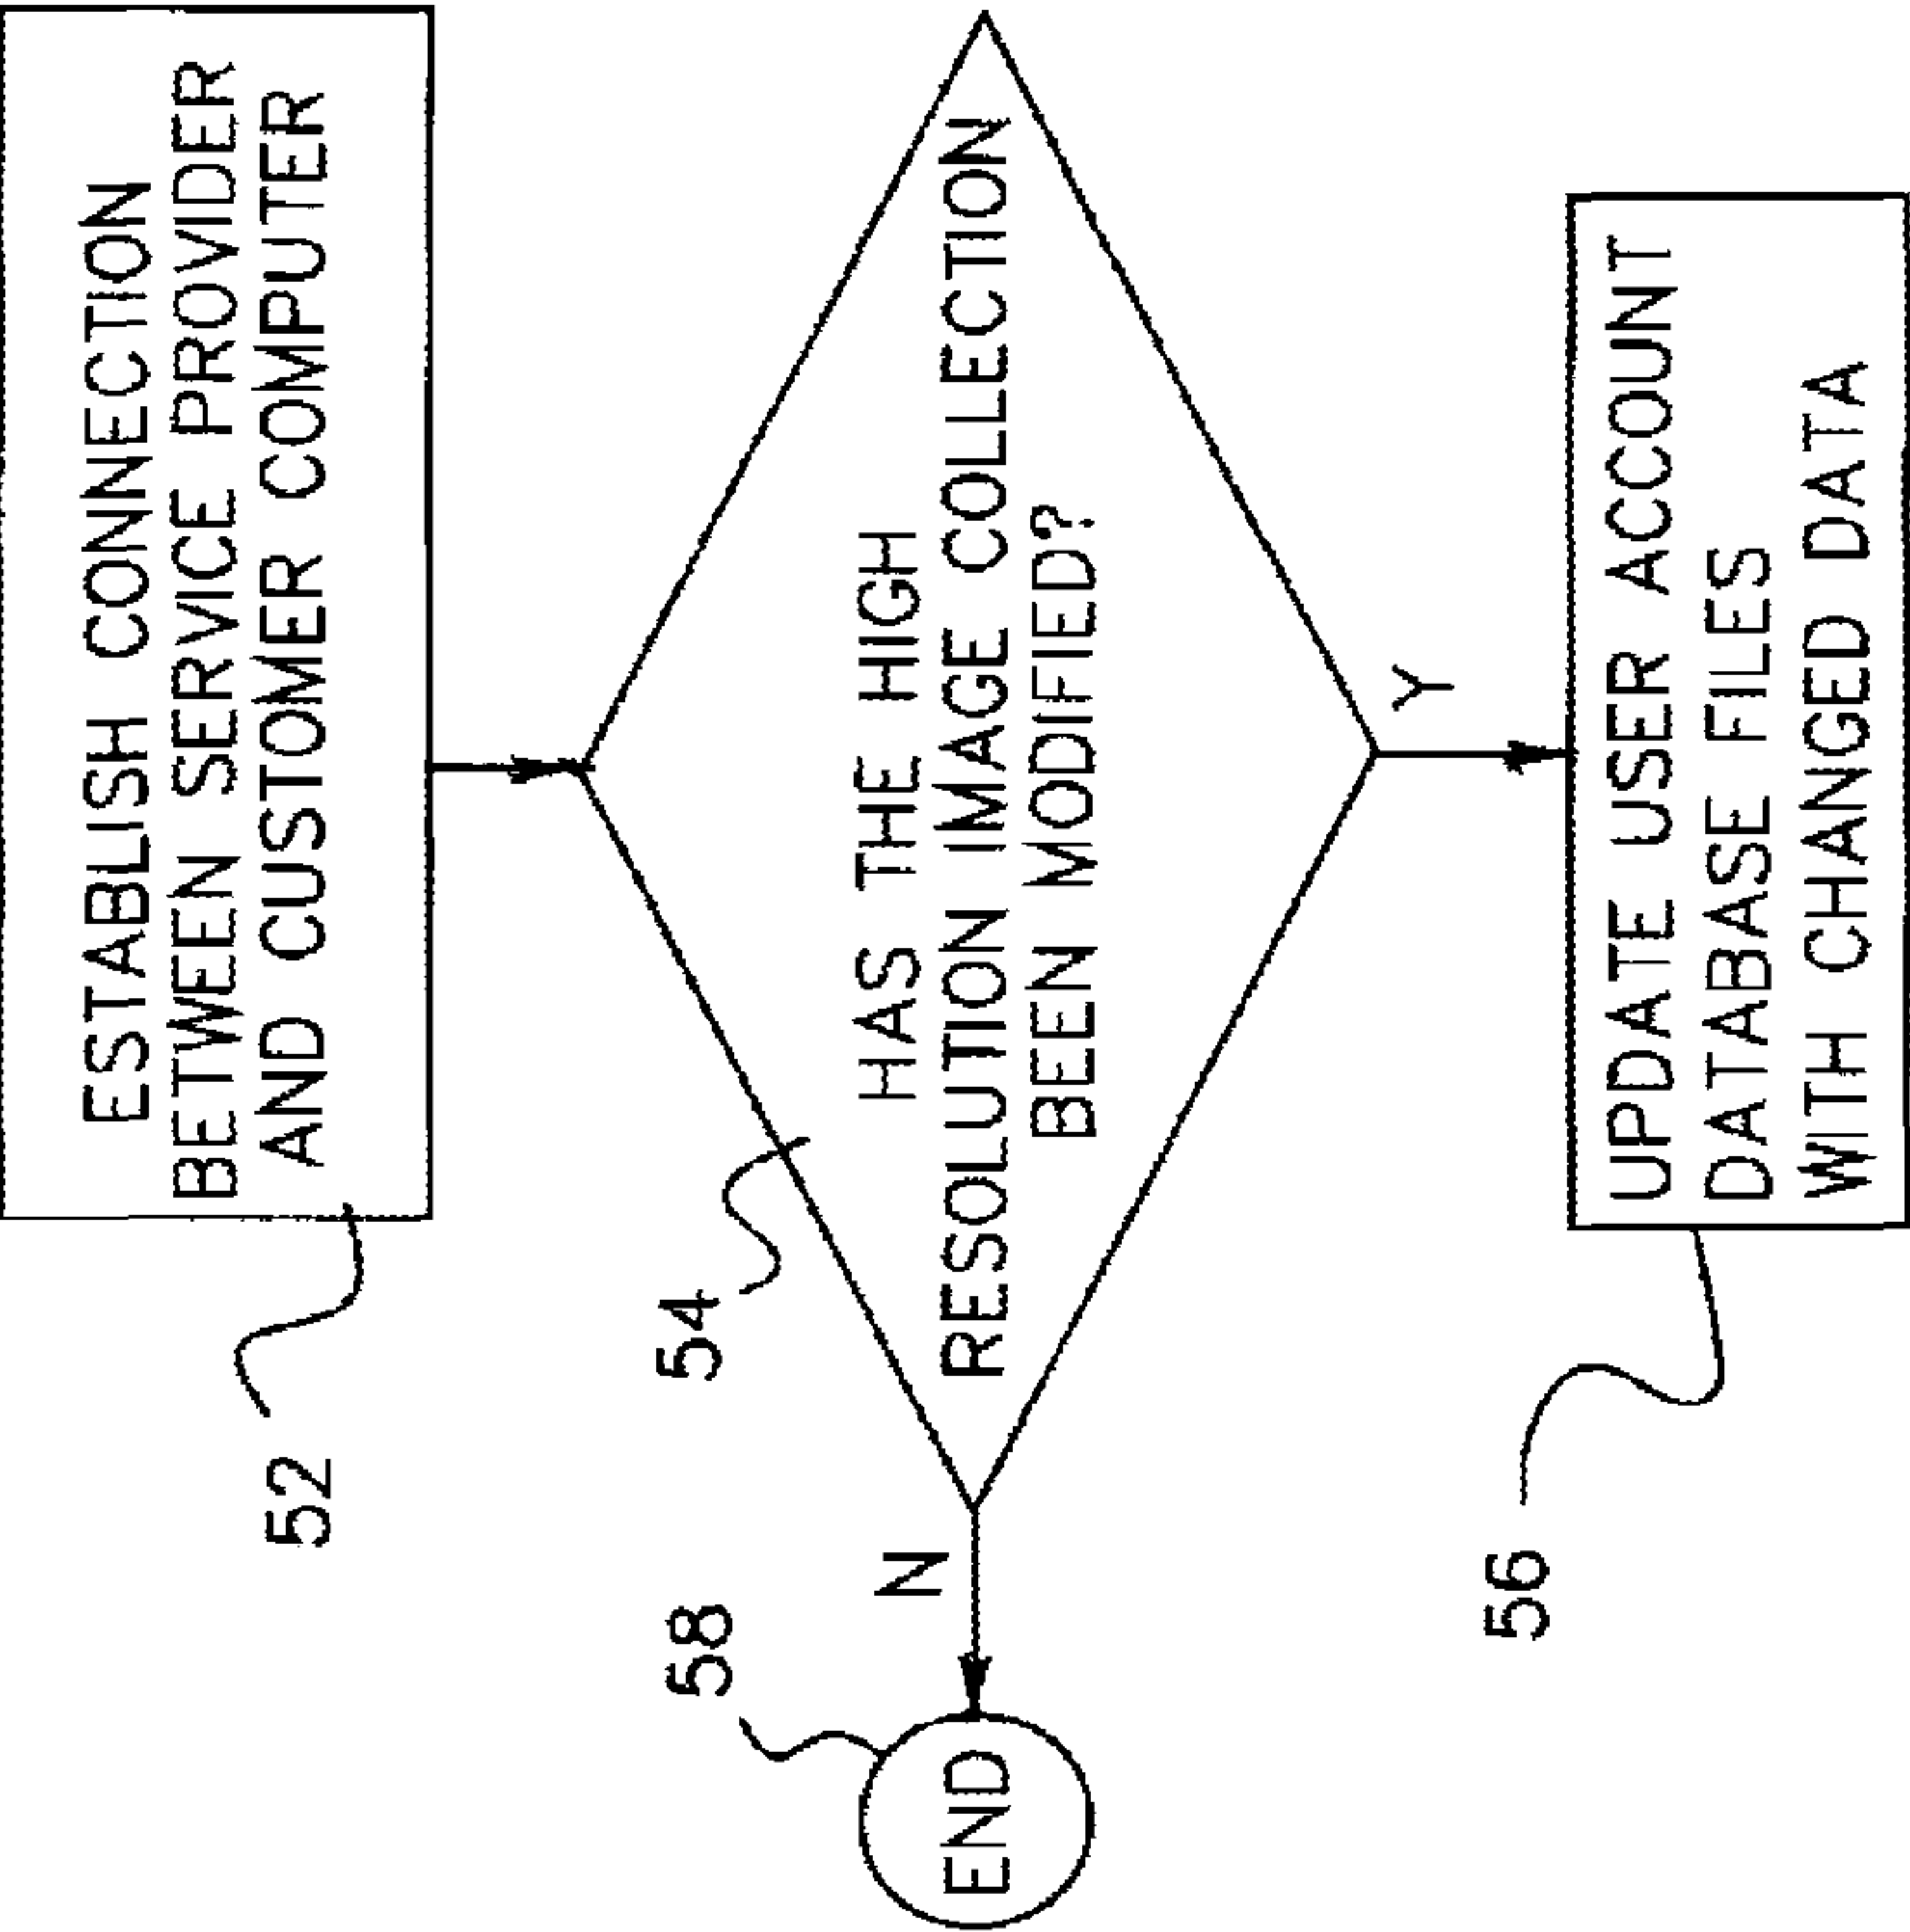 ESTABLISH CONNECTION
BETWEEN SERVICE PROVIDER
AND CUSTOMER COMPUTER
52
54
HAS THE HIGH
RESOLUTION IMAGE COLLECTION
BEEN MODIFIED?
N
58
END
Y
UPDATE USER ACCOUNT
DATABASE FILES
WITH CHANGED DATA
56